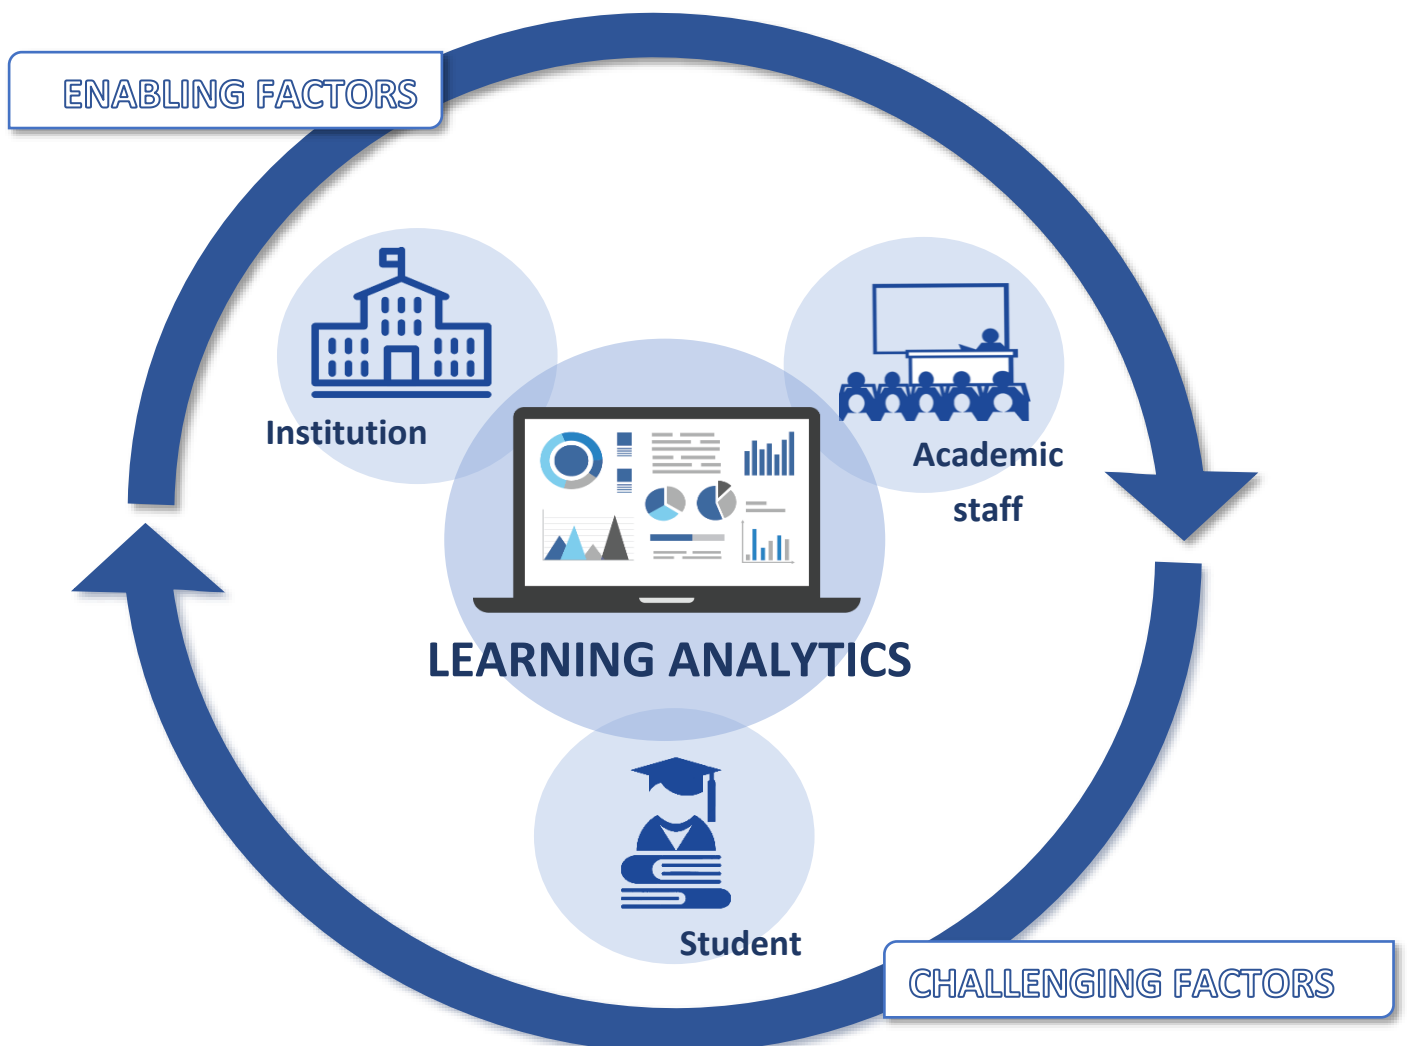 ENABLING FACTORS
Institution
Academic
staff
LEARNING ANALYTICS
Student
CHALLENGING FACTORS